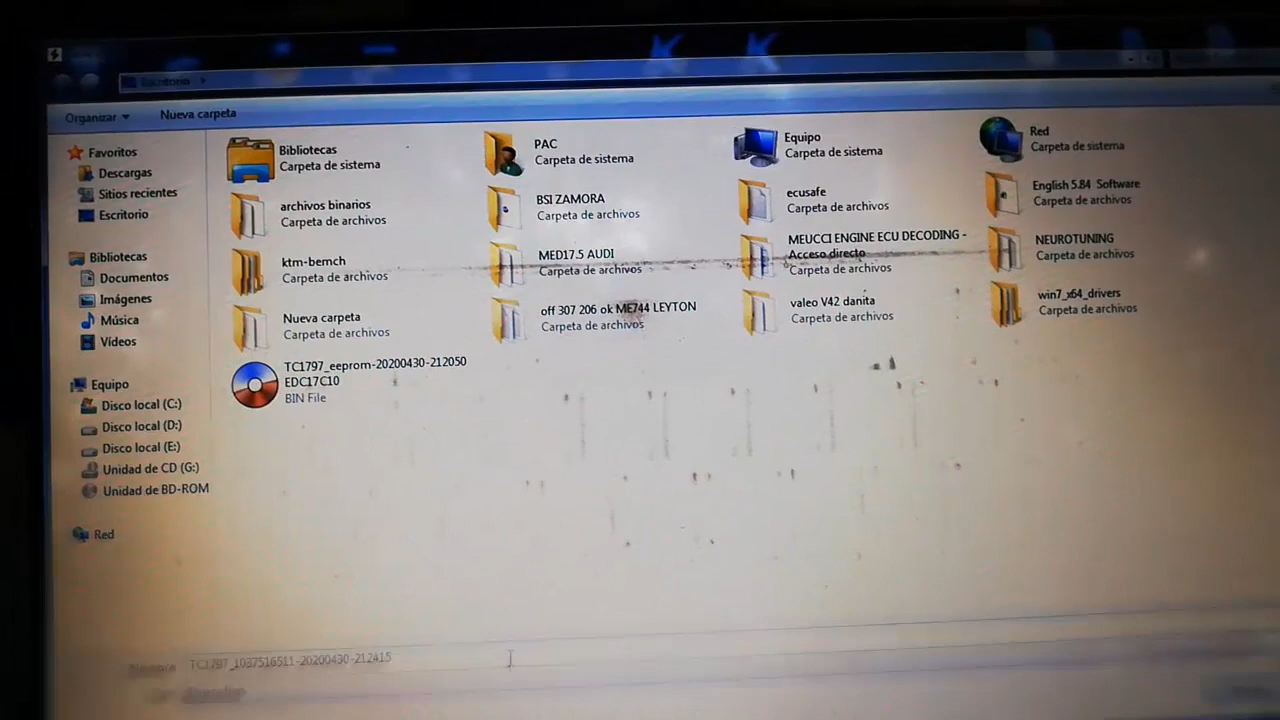 Escritorio
Organizar
Nueva carpeta
Favoritos
Descargas
Sitios recientes
Escritorio
Bibliotecas
Documentos
Imágenes
Música
Vídeos
Equipo
Disco local (C:)
Disco local (D:)
Disco local (E:)
Unidad de CD (G:)
Unidad de BD-ROM
Red
Bibliotecas
Carpeta de sistema
PAC
Carpeta de sistema
Equipo
Carpeta de sistema
Red
Carpeta de sistema
archivos binarios
Carpeta de archivos
BSI ZAMORA
Carpeta de archivos
ecusafe
Carpeta de archivos
English 5.84 Software
Carpeta de archivos
ktm-bemch
Carpeta de archivos
MED17.5 AUDI
Carpeta de archivos
MEUCCI ENGINE ECU DECODING -
Acceso directo
Carpeta de archivos
NEUROTUNING
Carpeta de archivos
Nueva carpeta
Carpeta de archivos
off 307 206 ok ME744 LEYTON
Carpeta de archivos
valeo V42 danita
Carpeta de archivos
win7_x64_drivers
Carpeta de archivos
TC1797_eeprom-20200430-212050
EDC17C10
BIN File
TC1797_1037516511-20200430-212415